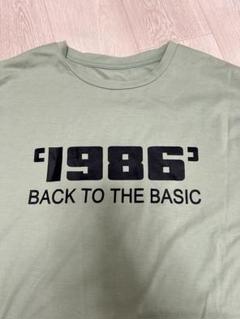 '1986'
BACK TO THE BASIC